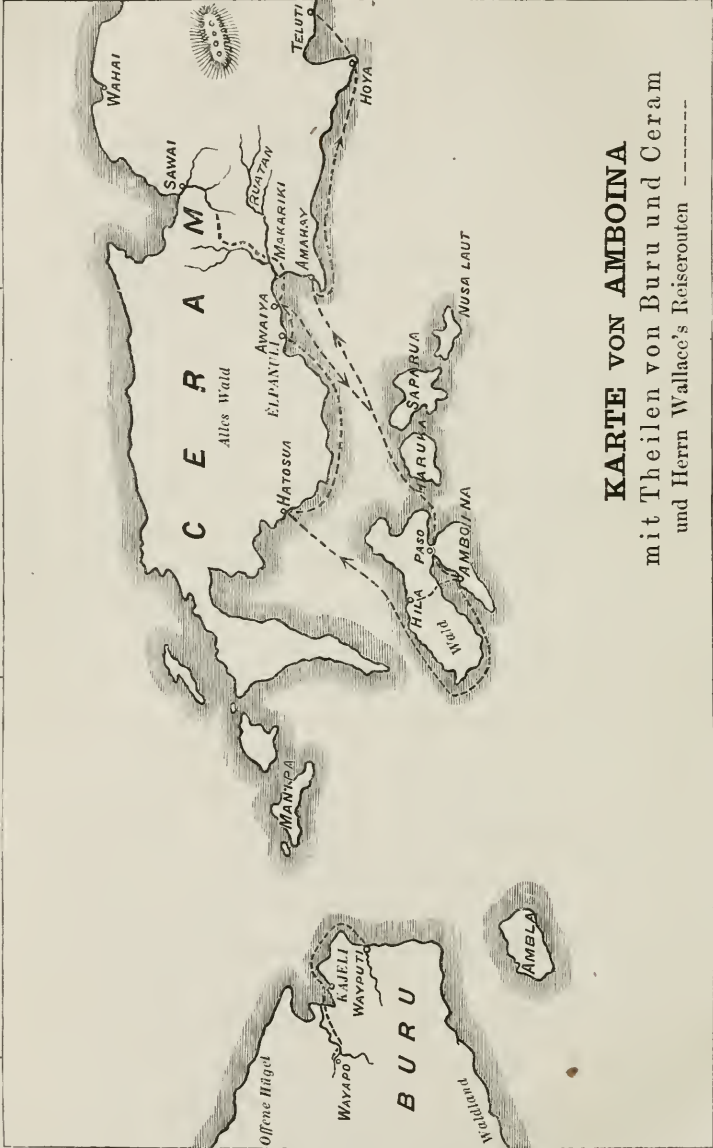 WAHAI
TELUTI
HOYA
SAWAI
RUATAN
MAKARIKI
AMAHAY
AWAIYA
ELPANULI
CERAM
Alles Wald
HATOSUA
NUSA LAUT
SAPARUA
HARUKA
PASO
AMBOINA
HILA
Wald
MANIPA
Offene Hügel
KAJELI
WAYPUTI
WAYAPO
BURU
Waldland
AMBLA
KARTE VON AMBOINA
mit Theilen von Buru und Ceram
und Herrn Wallace's Reiserouten --------